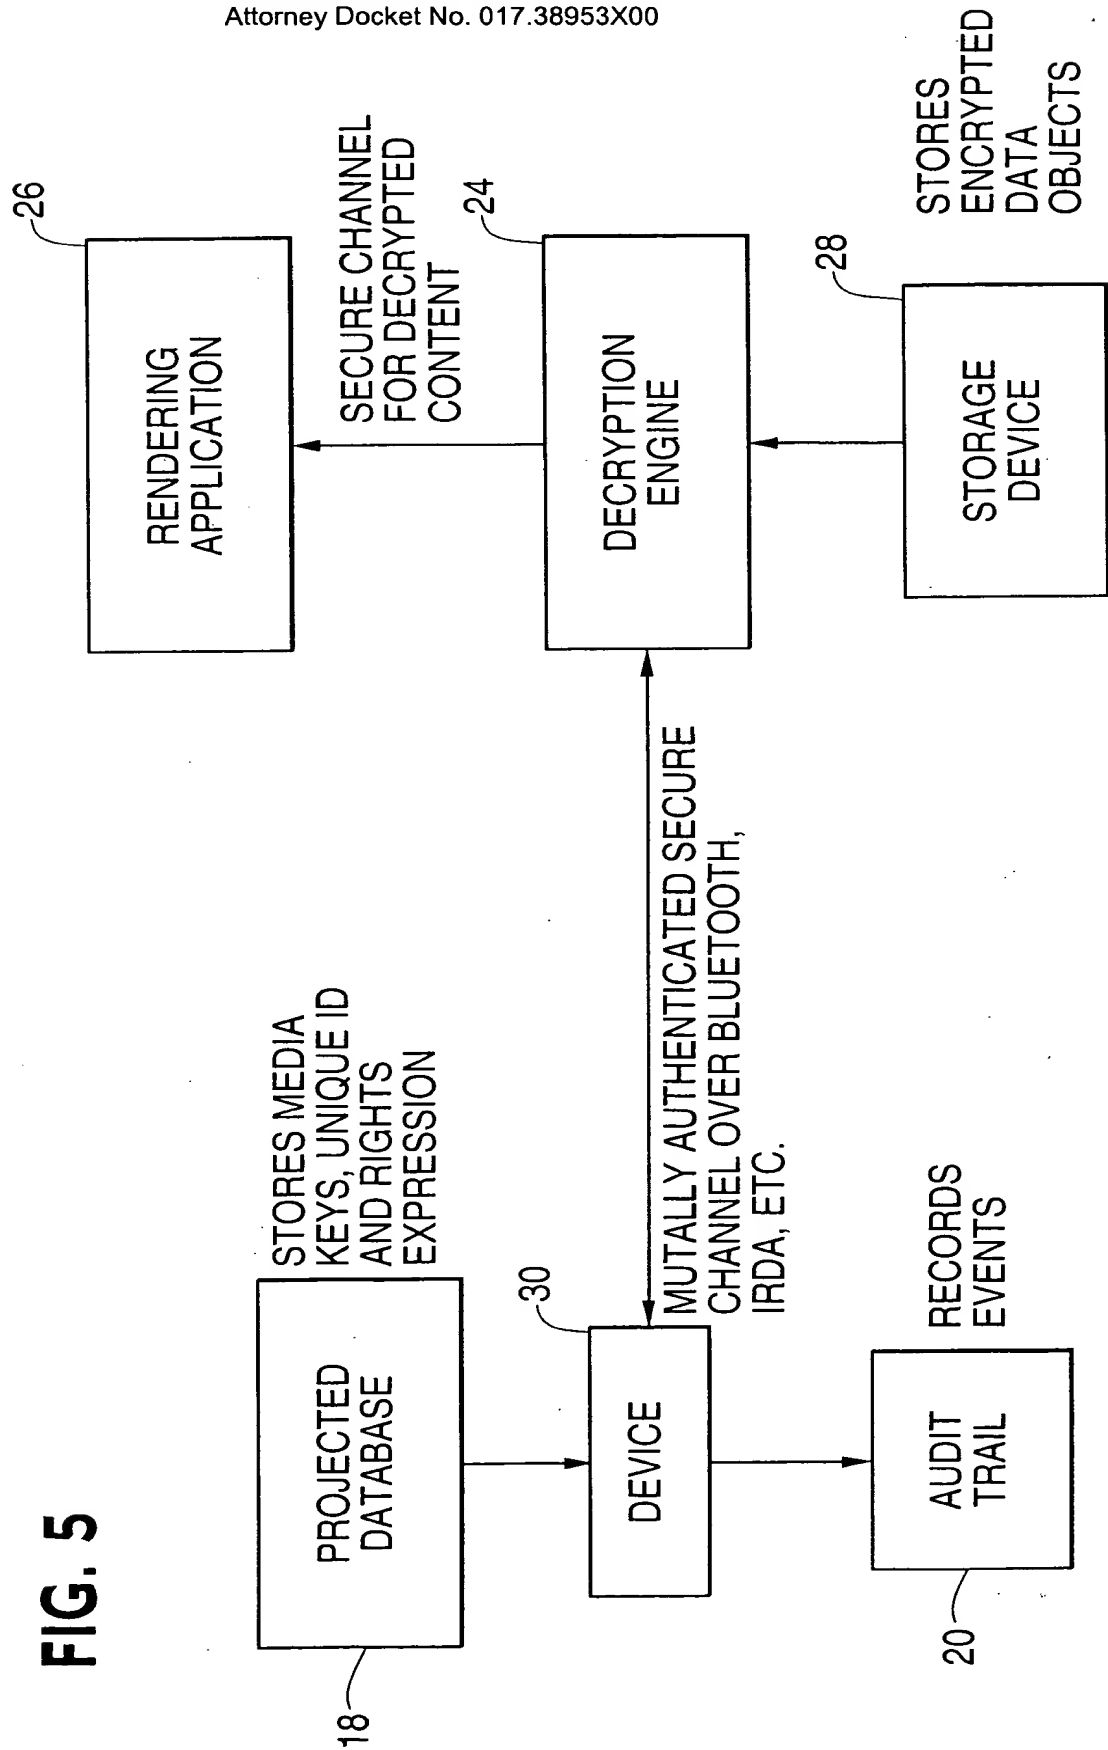 Attorney Docket No. 017.38953X00
FIG. 5
18
PROJECTED
DATABASE
STORES MEDIA
KEYS, UNIQUE ID
AND RIGHTS
EXPRESSION
30
DEVICE
MUTALLY AUTHENTICATED SECURE
CHANNEL OVER BLUETOOTH,
IRDA, ETC.
20
AUDIT
TRAIL
RECORDS
EVENTS
26
RENDERING
APPLICATION
SECURE CHANNEL
FOR DECRYPTED
CONTENT
24
DECRYPTION
ENGINE
28
STORAGE
DEVICE
STORES
ENCRYPTED
DATA
OBJECTS